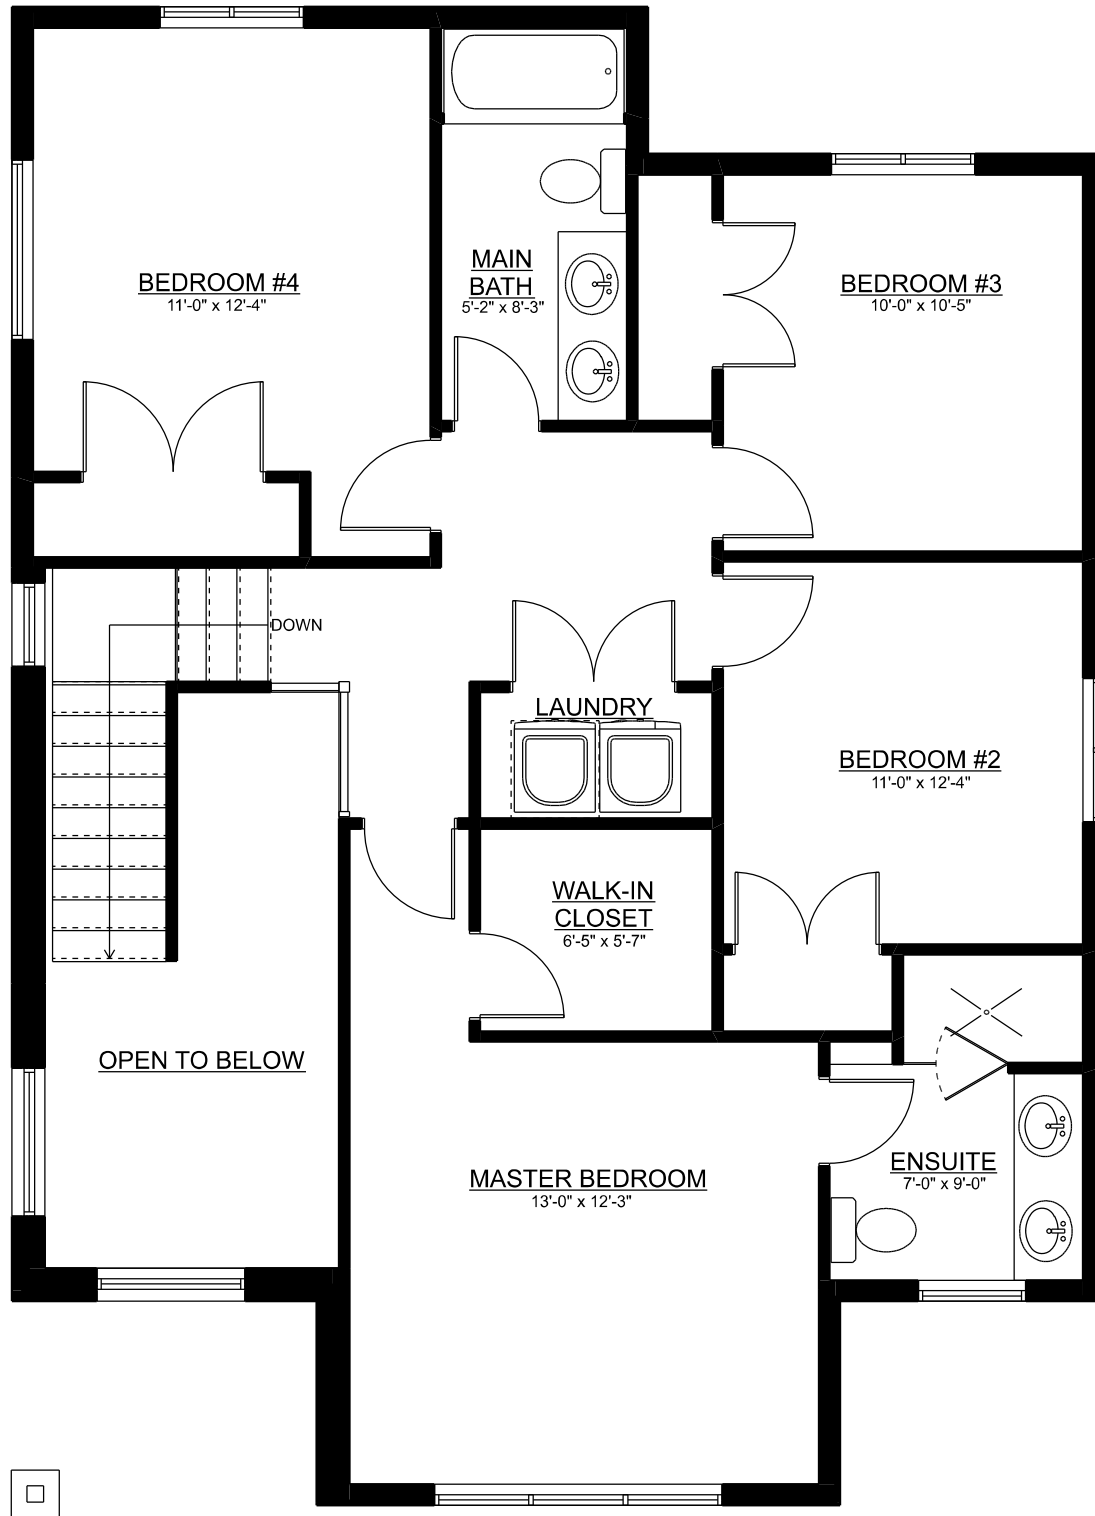 BEDROOM #4
11'-0" x 12'-4"
MAIN
BATH
5'-2" x 8'-3"
BEDROOM #3
10'-0" x 10'-5"
DOWN
LAUNDRY
BEDROOM #2
11'-0" x 12'-4"
WALK-IN
CLOSET
6'-5" x 5'-7"
OPEN TO BELOW
MASTER BEDROOM
13'-0" x 12'-3"
ENSUITE
7'-0" x 9'-0"